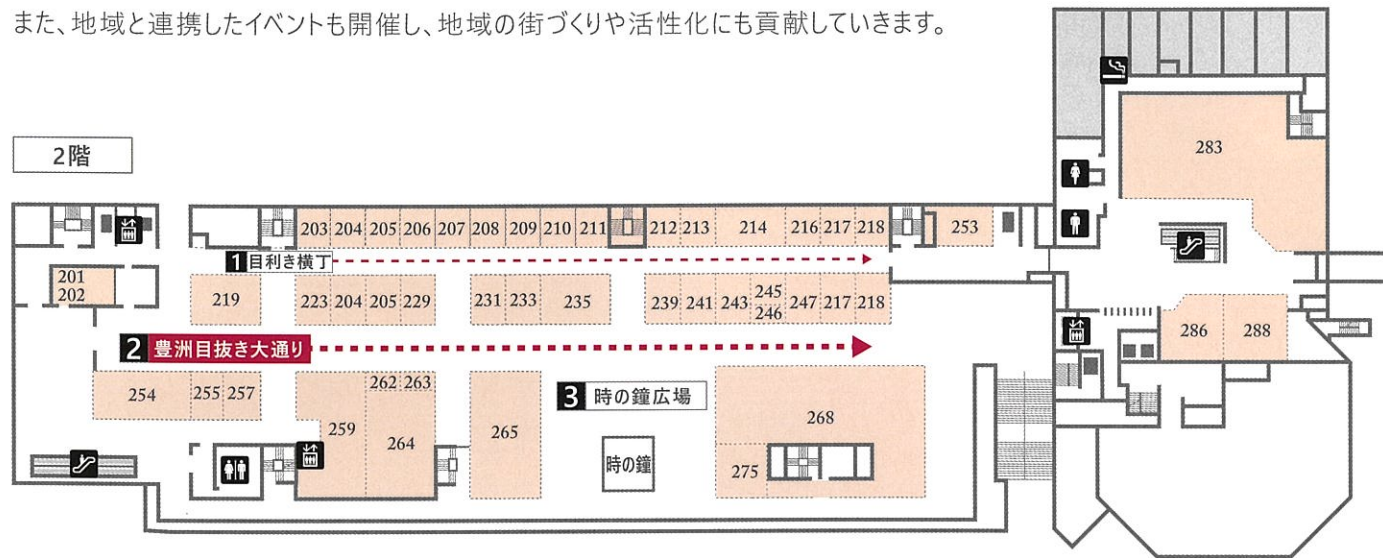 また、地域と連携したイベントも開催し、地域の街づくりや活性化にも貢献していきます。
2階
283
203 204 205 206 207 208 209 210 211 212 213 214 216 217 218 253
1 目利き横丁
201
202
219 223 204 205 229 231 233 235 239 241 243 245 247 217 218
246
286 288
2 豊洲目抜き大通り
262 263
254 255 257
3 時の鐘広場
259 264 265 268
時の鐘
275